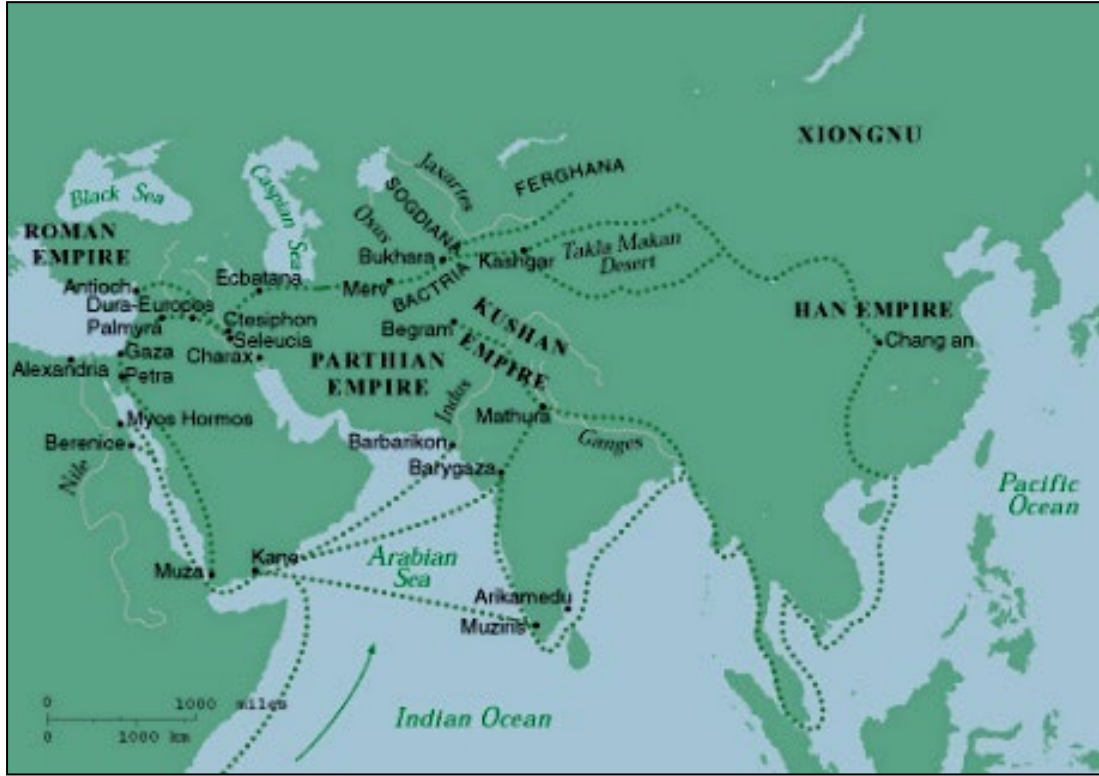 XIONGNU
Jaxartes
FERGHANA
Caspian Sea
Black Sea
SOGDIANA
Oxus
ROMAN
EMPIRE
Bukhara
Kashgar
Takla Makan
Desert
Antioch
Ecbatana
Merv
BACTRIA
Dura-Europos
KUSHAN
EMPIRE
HAN EMPIRE
Palmyra
Ctesiphon
Begram
Chang an
Seleucia
Gaza
Charax
PARTHIAN
EMPIRE
Alexandria
Petra
Indus
Mathura
Myos Hormos
Berenice
Barbarikon
Ganges
Nile
Barygaza
Pacific
Ocean
Kane
Arabian
Sea
Muza
Arikamedu
Muziris
0 1000 miles
0 1000 km
Indian Ocean